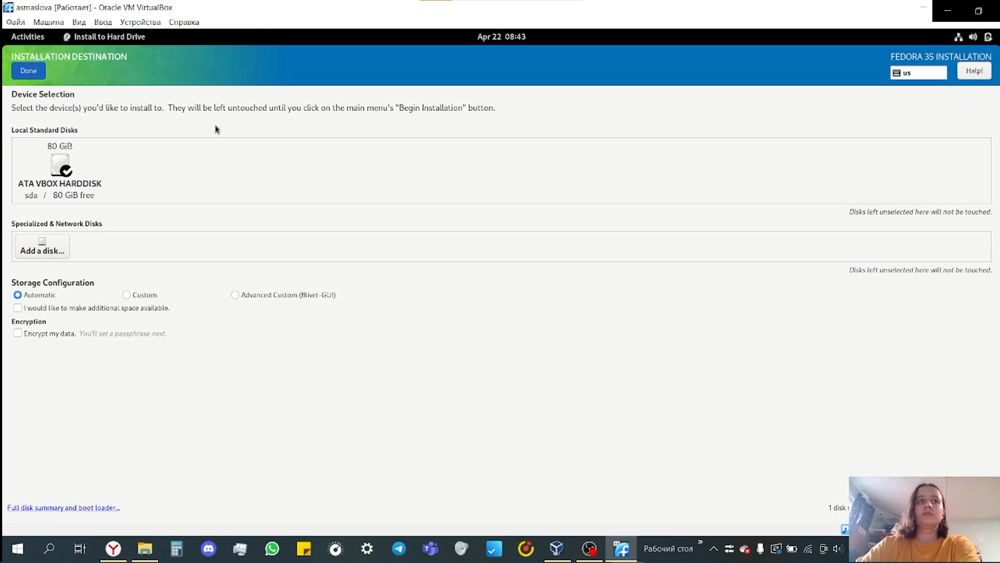 asmaslova [Работает] - Oracle VM VirtualBox
Файл Машина Вид Ввод Устройства Справка
Activities Install to Hard Drive Apr 22 08:43
INSTALLATION DESTINATION FEDORA 35 INSTALLATION
Done us Help!
Device Selection
Select the device(s) you'd like to install to. They will be left untouched until you click on the main menu's "Begin Installation" button.
Local Standard Disks
80 GiB
ATA VBOX HARDDISK
sda / 80 GiB free
Disks left unselected here will not be touched.
Specialized & Network Disks
Add a disk...
Disks left unselected here will not be touched.
Storage Configuration
Automatic Custom Advanced Custom (Blivet-GUI)
I would like to make additional space available.
Encryption
Encrypt my data. You'll set a passphrase next.
Full disk summary and boot loader... 1 disk
Рабочий стол